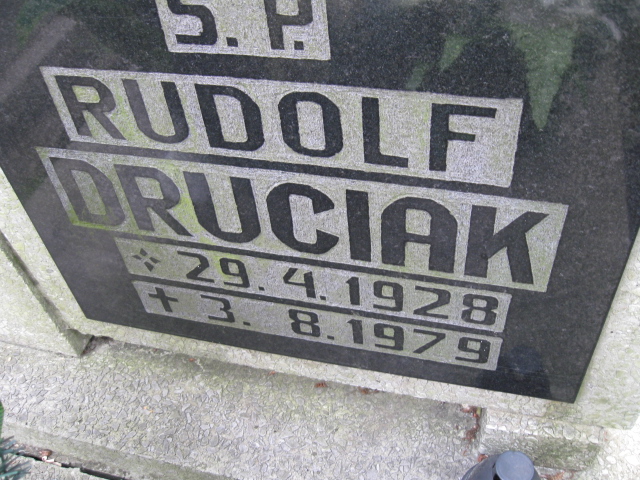 S. P.
RUDOLF
DRUCIAK
29. 4. 1928
† 3. 8. 1979